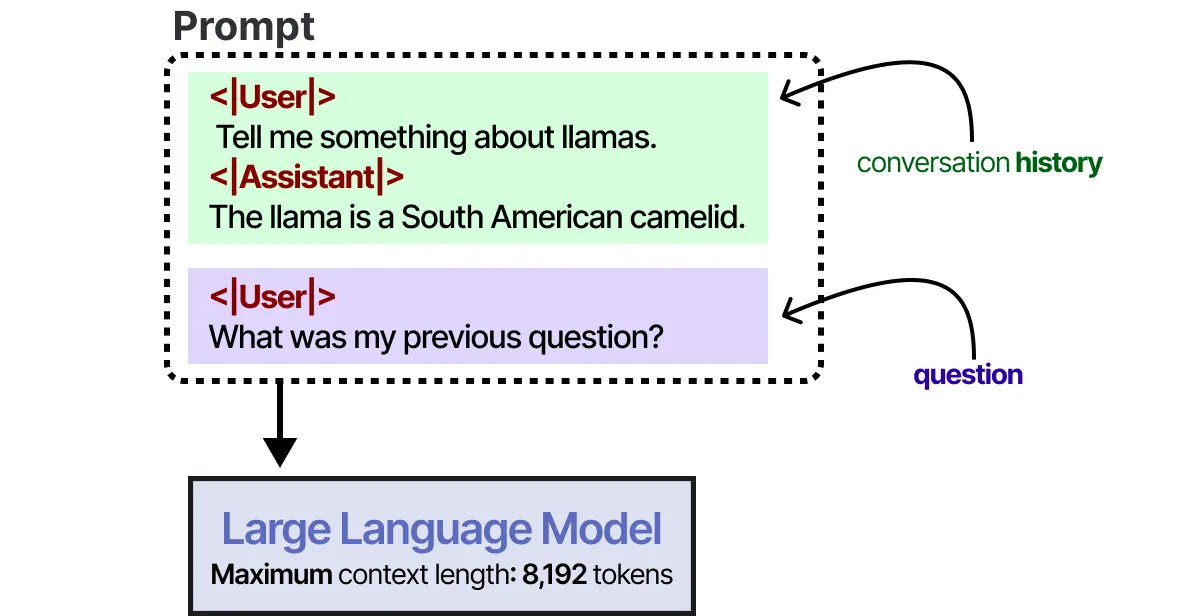 Prompt
<|User|>
Tell me something about llamas.
<|Assistant|>
The llama is a South American camelid.
conversation history
<|User|>
What was my previous question?
question
Large Language Model
Maximum context length: 8,192 tokens